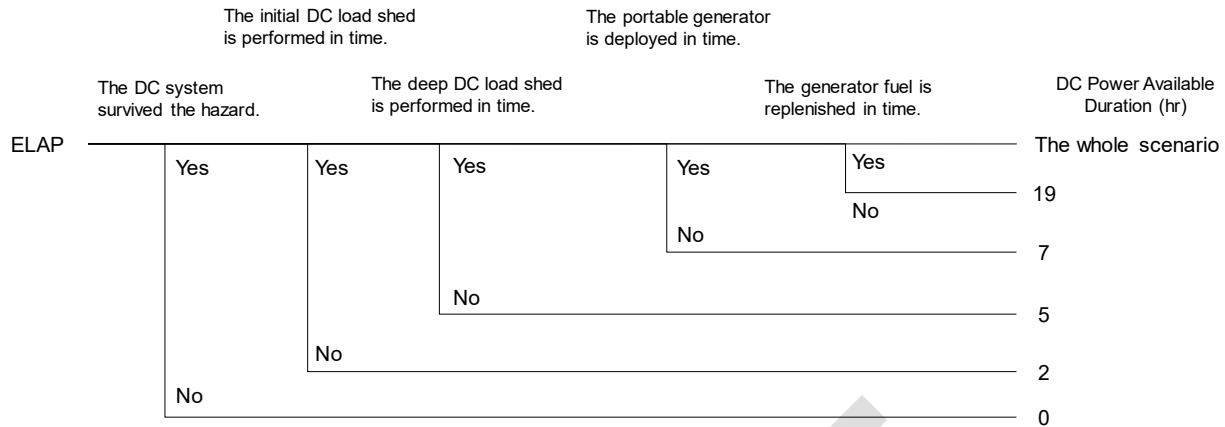 The initial DC load shed
is performed in time.
The portable generator
is deployed in time.
The DC system
survived the hazard.
The deep DC load shed
is performed in time.
The generator fuel is
replenished in time.
DC Power Available
Duration (hr)
ELAP
The whole scenario
Yes
Yes
Yes
Yes
Yes
19
No
No
7
No
5
No
2
No
0